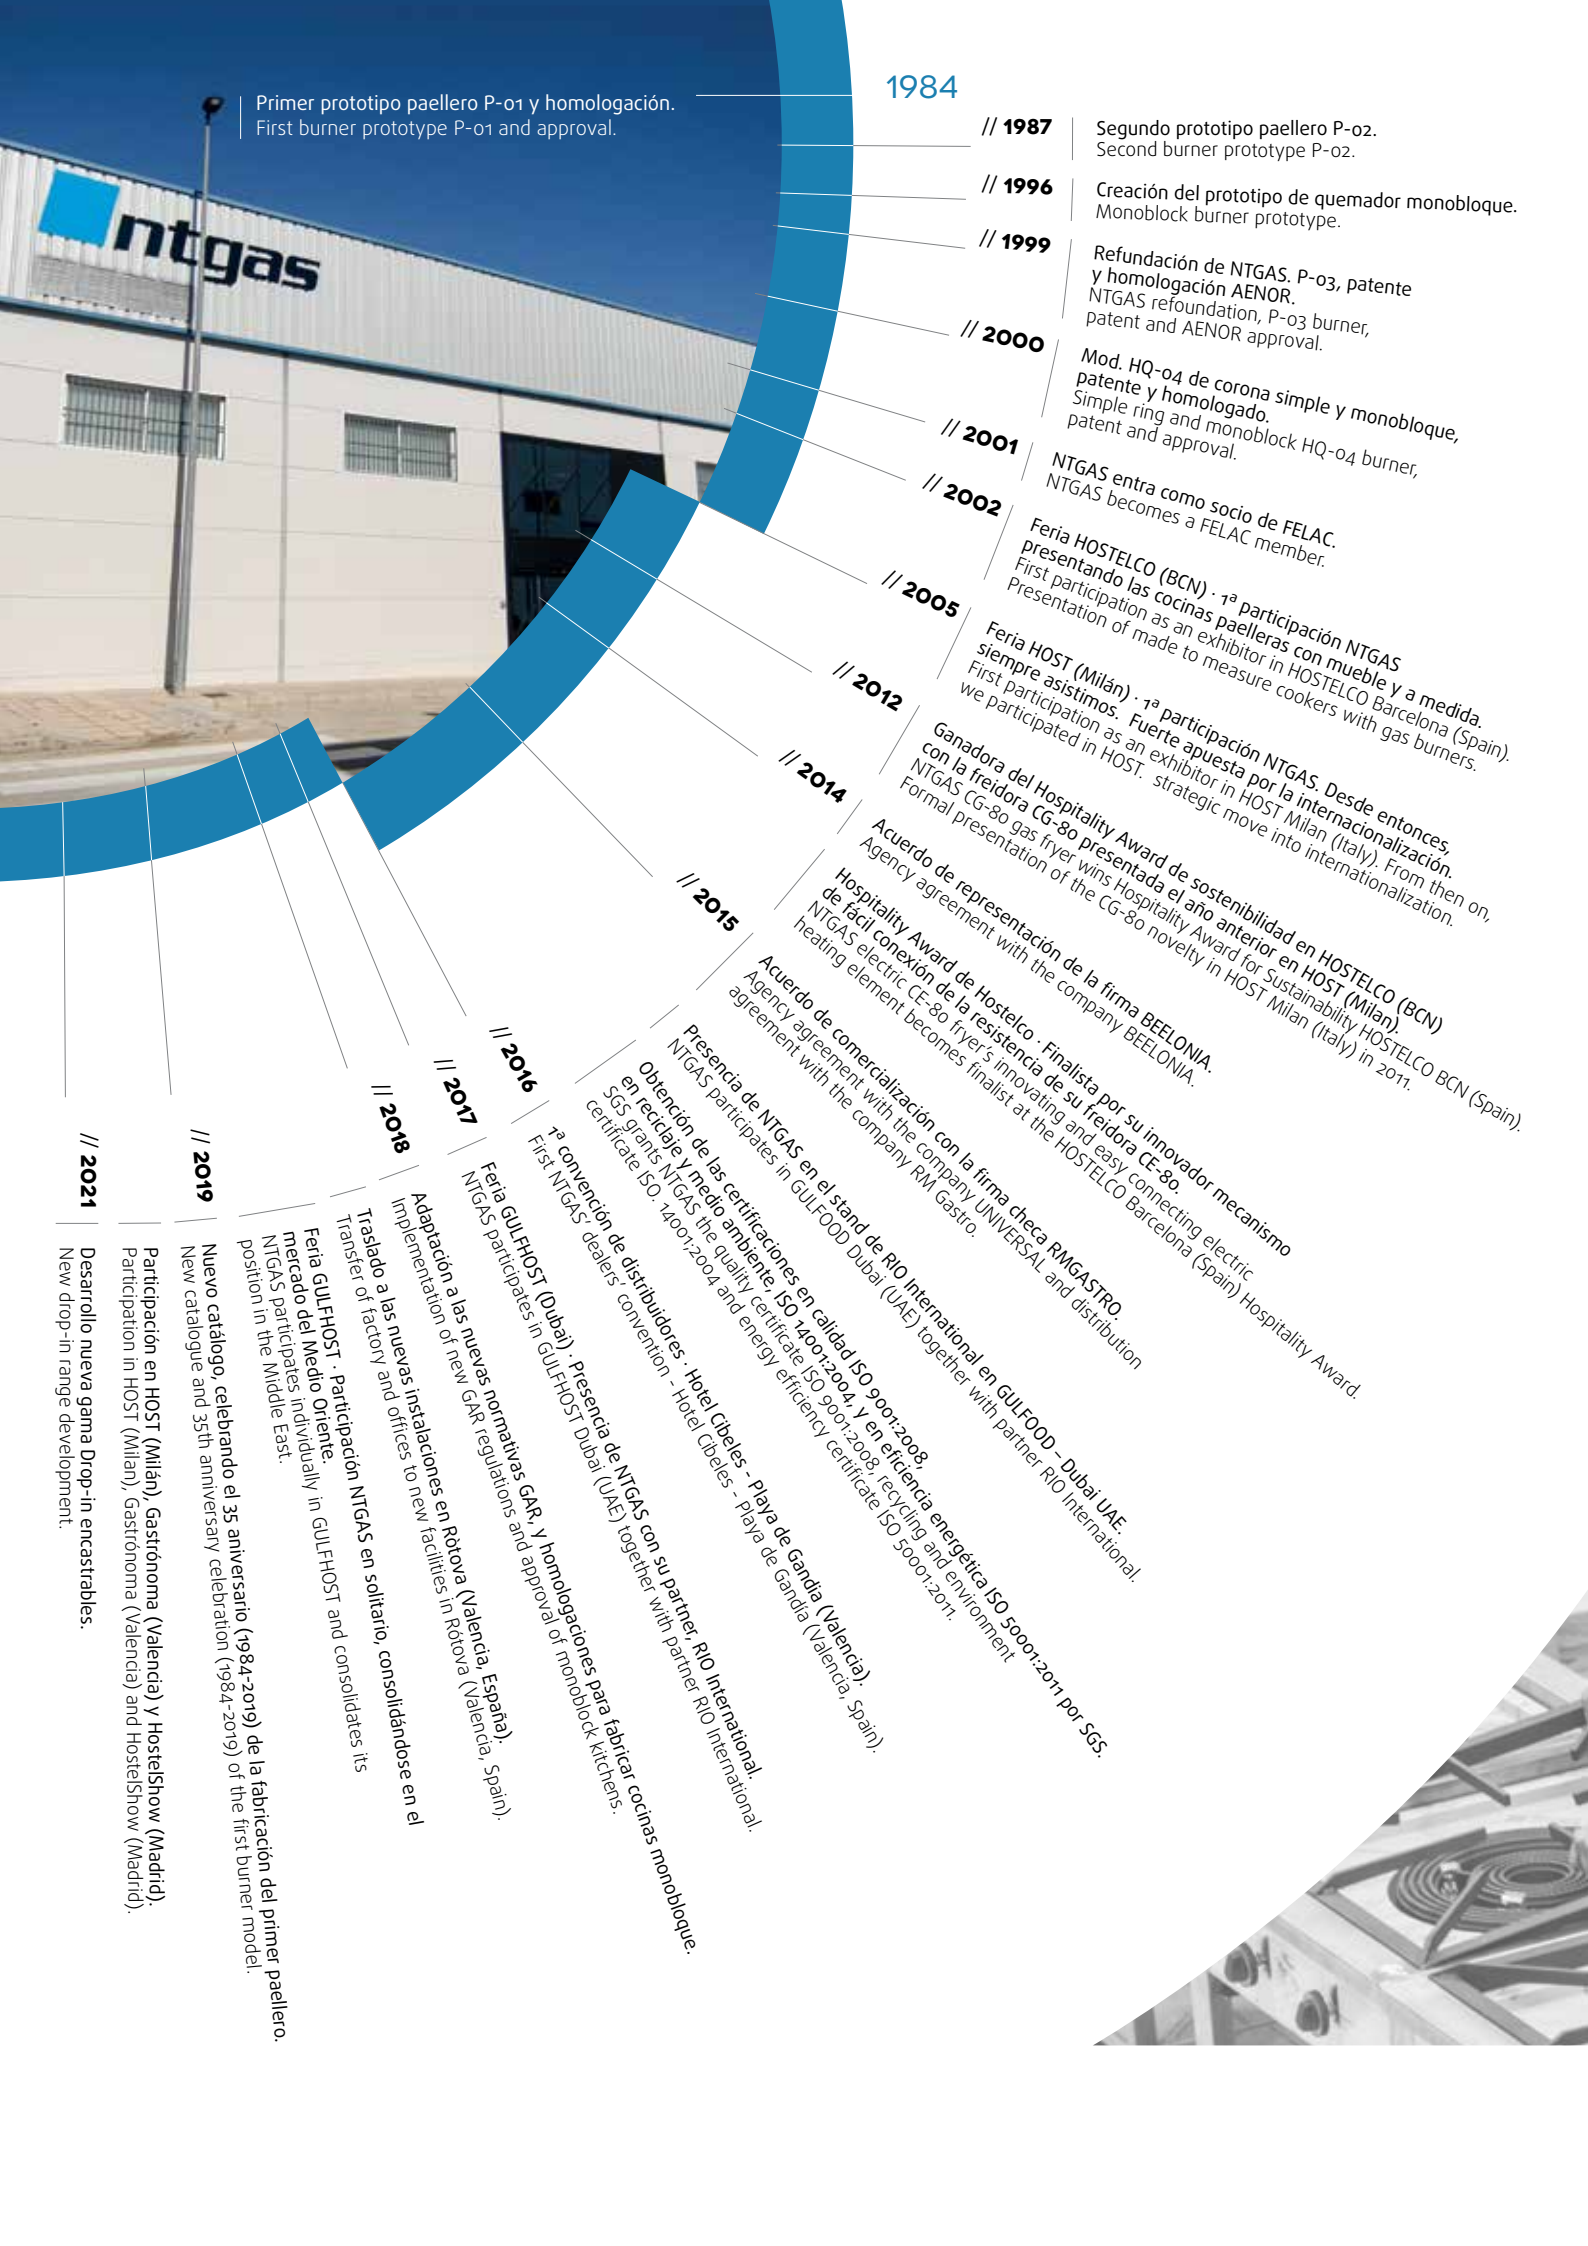 ntgas
Primer prototipo paellero P-01 y homologación.
First burner prototype P-01 and approval.
1984
// 1987
Segundo prototipo paellero P-02.
Second burner prototype P-02.
// 1996
Creación del prototipo de quemador monobloque.
Monoblock burner prototype.
// 1999
Refundación de NTGAS. P-03, patente
y homologación AENOR.
NTGAS refoundation, P-03 burner,
patent and AENOR approval.
// 2000
Mod. HQ-04 de corona simple y monobloque,
patente y homologado.
Simple ring and monoblock HQ-04 burner,
patent and approval.
// 2001
NTGAS entra como socio de FELAC.
NTGAS becomes a FELAC member.
// 2002
Feria HOSTELCO (BCN) · 1ª participación NTGAS
presentando las cocinas paelleras con mueble y a medida.
First participation as an exhibitor in HOSTELCO Barcelona (Spain).
Presentation of made to measure cookers with gas burners.
// 2005
Feria HOST (Milán) · 1ª participación NTGAS. Desde entonces,
siempre asistimos. Fuerte apuesta por la internacionalización.
First participation as an exhibitor in HOST Milan (Italy). From then on,
we participated in HOST. strategic move into internationalization.
// 2012
Ganadora del Hospitality Award de sostenibilidad en HOSTELCO (BCN)
con la freidora CG-80 presentada el año anterior en HOST (Milan).
NTGAS CG-80 gas fryer wins Hospitality Award for Sustainability HOSTELCO BCN (Spain).
Formal presentation of the CG-80 novelty in HOST Milan (Italy) in 2011.
// 2014
Acuerdo de representación de la firma BEELONIA.
Agency agreement with the company BEELONIA.
Hospitality Award de Hostelco · Finalista por su innovador mecanismo
de fácil conexión de la resistencia de su freidora CE-80.
NTGAS electric CE-80 fryer's innovating and easy connecting electric
heating element becomes finalist at the HOSTELCO Barcelona (Spain) Hospitality Award.
// 2015
Acuerdo de comercialización con la firma checa RMGASTRO.
Agency agreement with the company UNIVERSAL and distribution
agreement with the company RM Gastro.
Presencia de NTGAS en el stand de RIO International en GULFOOD – Dubai UAE.
NTGAS participates in GULFOOD Dubai (UAE) together with partner RIO International.
Obtención de las certificaciones en calidad ISO 9001:2008,
en reciclaje y medio ambiente, ISO 14001:2004, y en eficiencia energética ISO 50001:2011 por SGS.
SGS grants NTGAS the quality certificate ISO 9001:2008, recycling and environment
certificate ISO. 14001;2004 and energy efficiency certificate ISO 50001:2011.
// 2016
1ª convención de distribuidores · Hotel Cibeles - Playa de Gandia (Valencia).
First NTGAS' dealers' convention - Hotel Cibeles - Playa de Gandía (Valencia, Spain).
// 2017
Feria GULFHOST (Dubai) · Presencia de NTGAS con su partner, RIO International.
NTGAS participates in GULFHOST Dubai (UAE) together with partner RIO International.
// 2018
Adaptación a las nuevas normativas GAR, y homologaciones para fabricar cocinas monobloque.
Implementation of new GAR regulations and approval of monoblock kitchens.
Traslado a las nuevas instalaciones en Ròtova (Valencia, España).
Transfer of factory and offices to new facilities in Rótova (Valencia, Spain).
Feria GULFHOST · Participación NTGAS en solitario, consolidándose en el
mercado del Medio Oriente.
NTGAS participates individually in GULFHOST and consolidates its
position in the Middle East.
// 2019
Nuevo catálogo, celebrando el 35 aniversario (1984-2019) de la fabricación del primer paellero.
New catalogue and 35th anniversary celebration (1984-2019) of the first burner model.
Participación en HOST (Milán), Gastrónoma (Valencia) y HostelShow (Madrid).
Participation in HOST (Milan), Gastrónoma (Valencia) and HostelShow (Madrid).
// 2021
Desarrollo nueva gama Drop-in encastrables.
New drop-in range development.